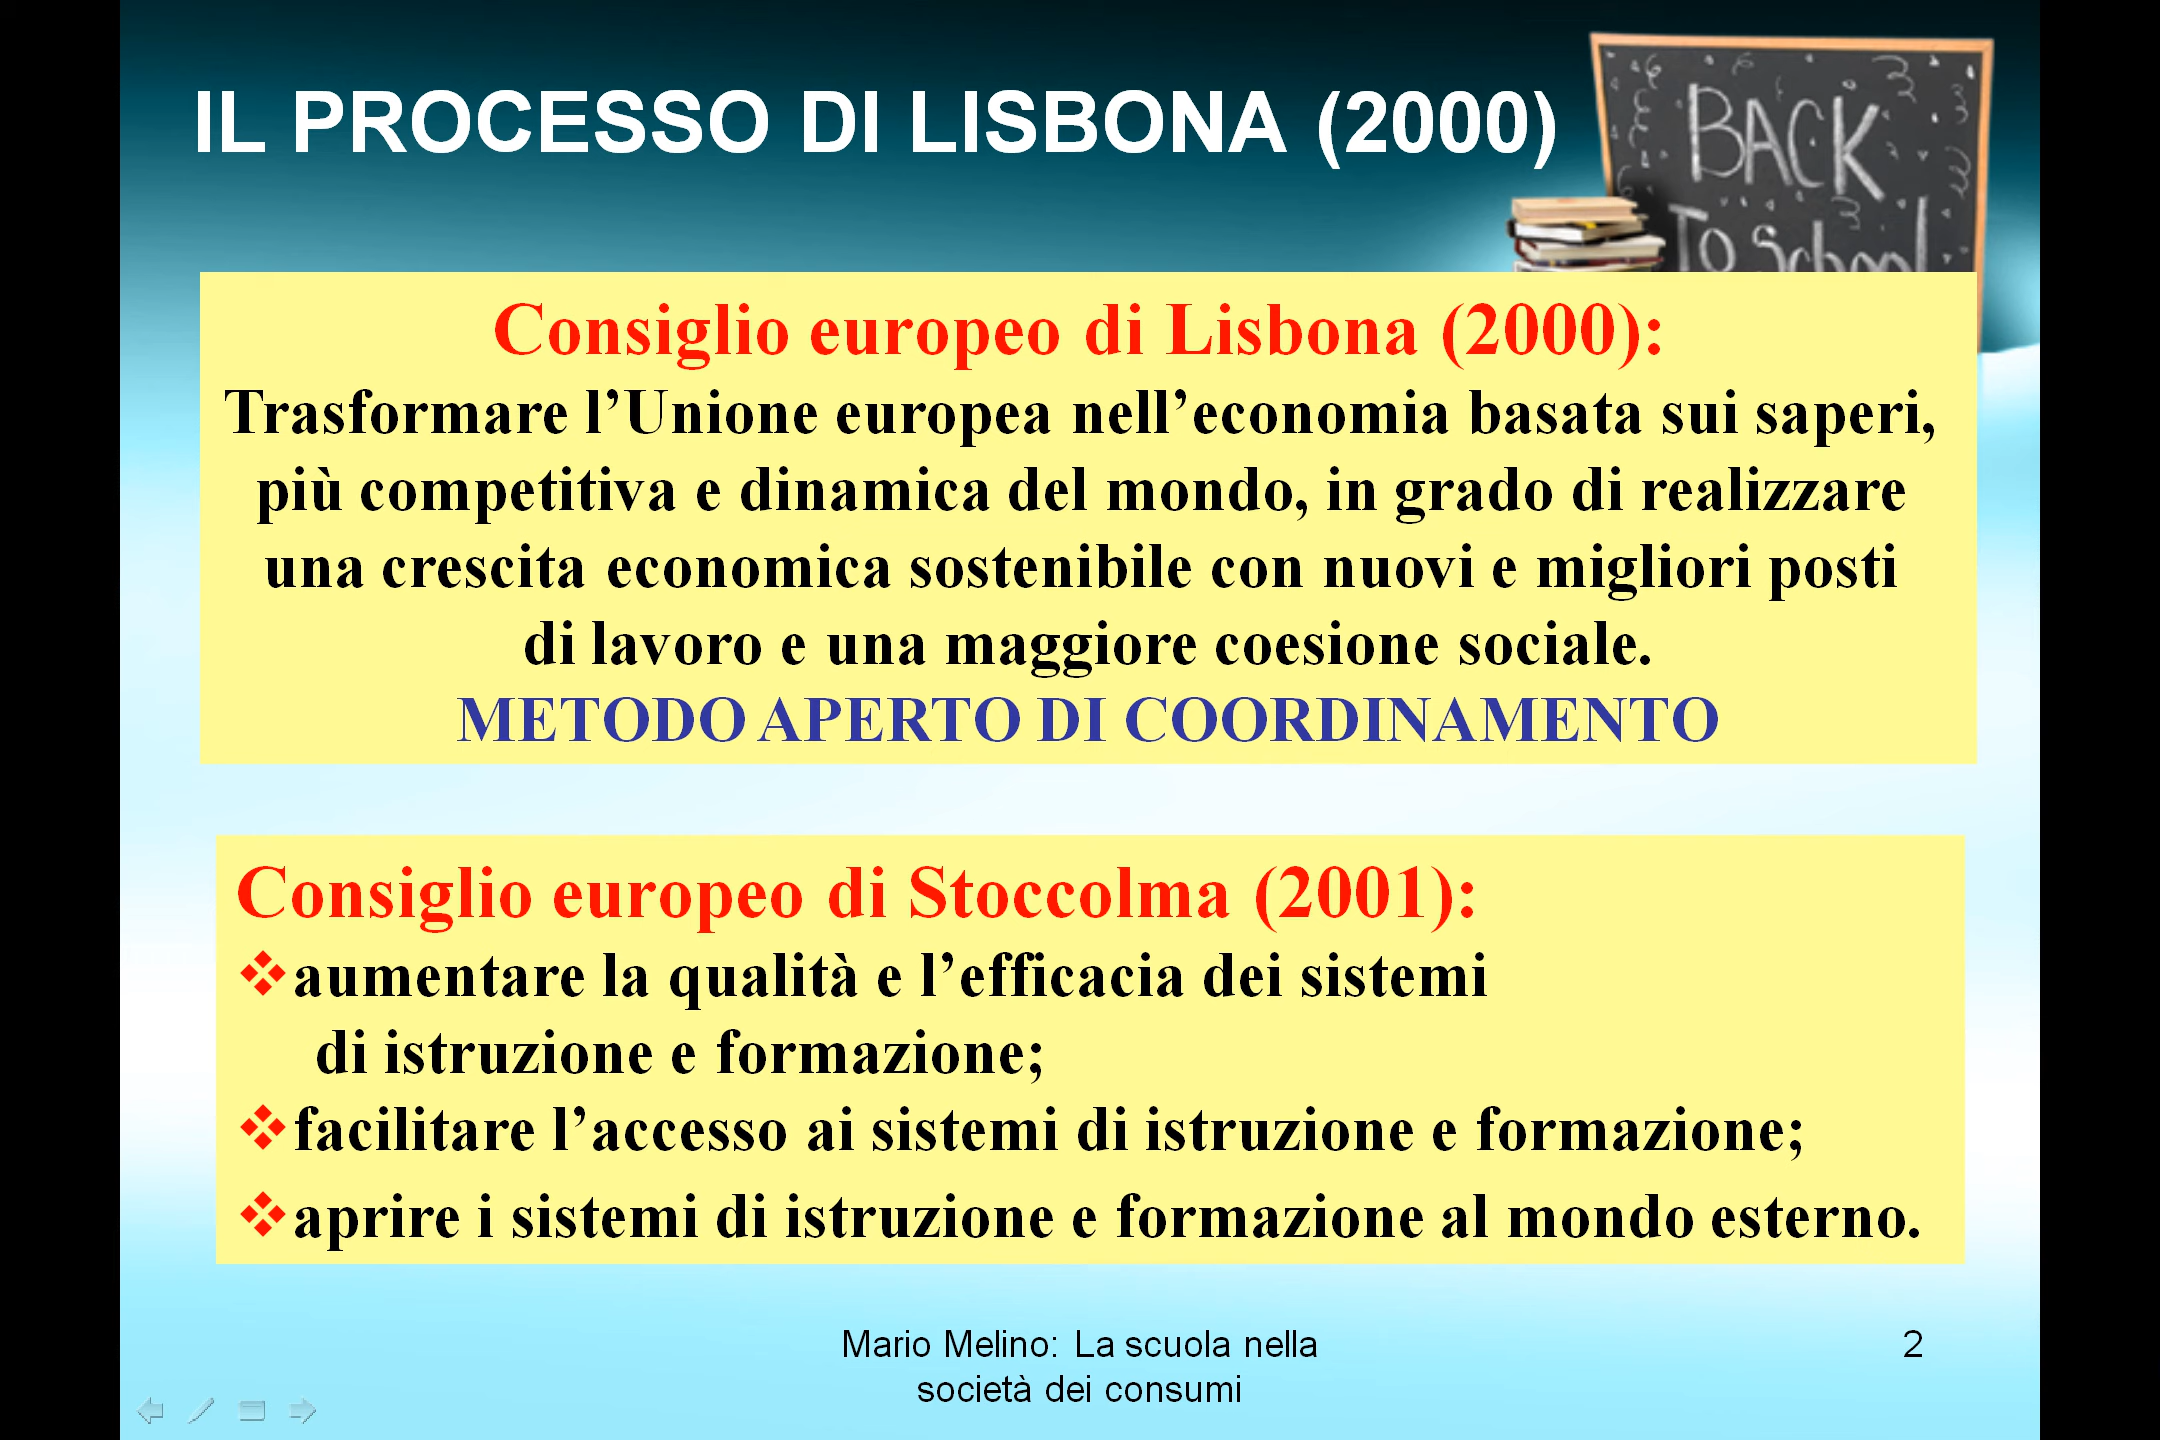 IL PROCESSO DI LISBONA (2000)
BACK
To School
Consiglio europeo di Lisbona (2000):
Trasformare l’Unione europea nell’economia basata sui saperi,
più competitiva e dinamica del mondo, in grado di realizzare
una crescita economica sostenibile con nuovi e migliori posti
di lavoro e una maggiore coesione sociale.
METODO APERTO DI COORDINAMENTO
Consiglio europeo di Stoccolma (2001):
❖aumentare la qualità e l’efficacia dei sistemi
di istruzione e formazione;
❖facilitare l’accesso ai sistemi di istruzione e formazione;
❖aprire i sistemi di istruzione e formazione al mondo esterno.
Mario Melino: La scuola nella
società dei consumi
2